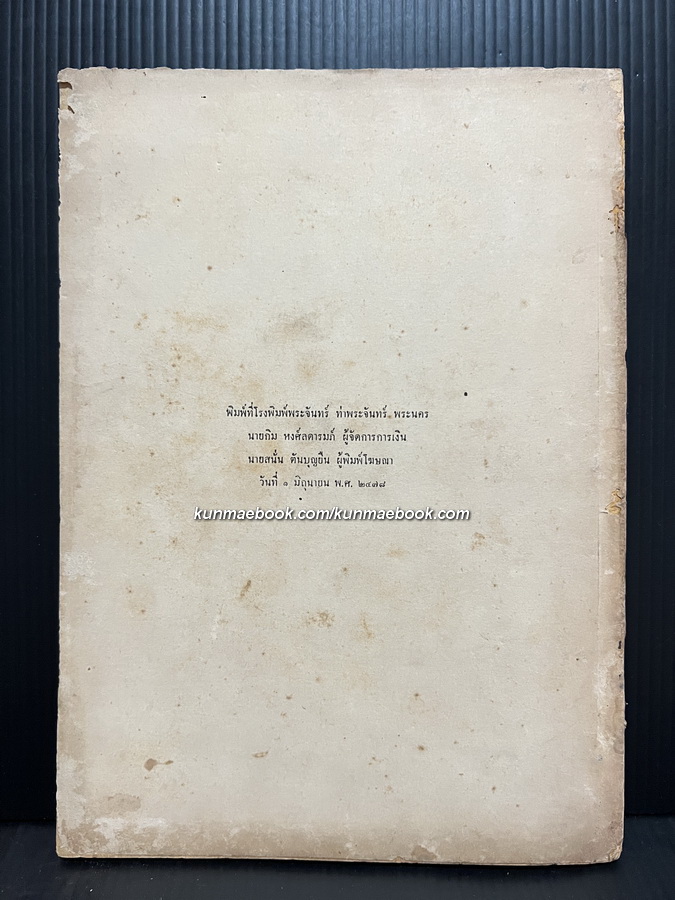 พิมพ์ที่โรงพิมพ์พระจันทร์ ท่าพระจันทร์ พระนคร
นายกิม หงศ์ลดารมภ์ ผู้จัดการการเงิน
นายสนั่น ตันบุญยืน ผู้พิมพ์โฆษณา
วันที่ ๑ มิถุนายน พ.ศ. ๒๔๗๘
kunmaebook.com/kunmaebook.com